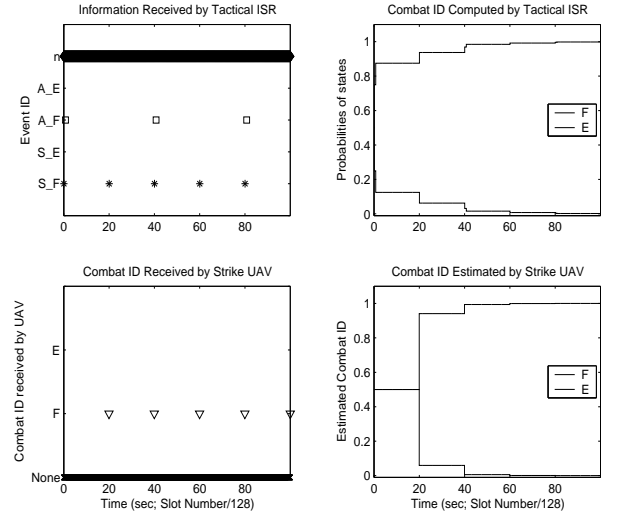 Information Received by Tactical ISR
Event ID
n
A_E
A_F
S_E
S_F
0 20 40 60 80
Combat ID Computed by Tactical ISR
Probabilities of states
1
0.8
0.6
0.4
0.2
0
F
E
0 20 40 60 80
Combat ID Received by Strike UAV
Combat ID received by UAV
E
F
None
0 20 40 60 80
Time (sec; Slot Number/128)
Combat ID Estimated by Strike UAV
Estimated Combat ID
1
0.8
0.6
0.4
0.2
0
F
E
0 20 40 60 80
Time (sec; Slot Number/128)